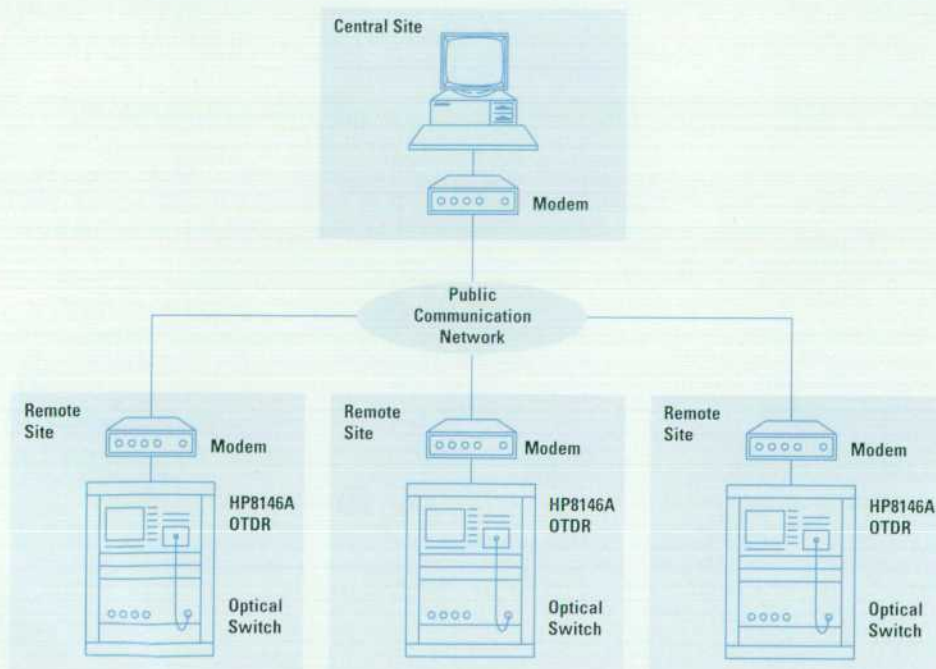 Central Site
Modem
Public
Communication
Network
Remote
Site
Modem
HP8146A
OTDR
Optical
Switch
Remote
Site
Modem
HP8146A
OTDR
Optical
Switch
Remote
Site
Modem
HP8146A
OTDR
Optical
Switch